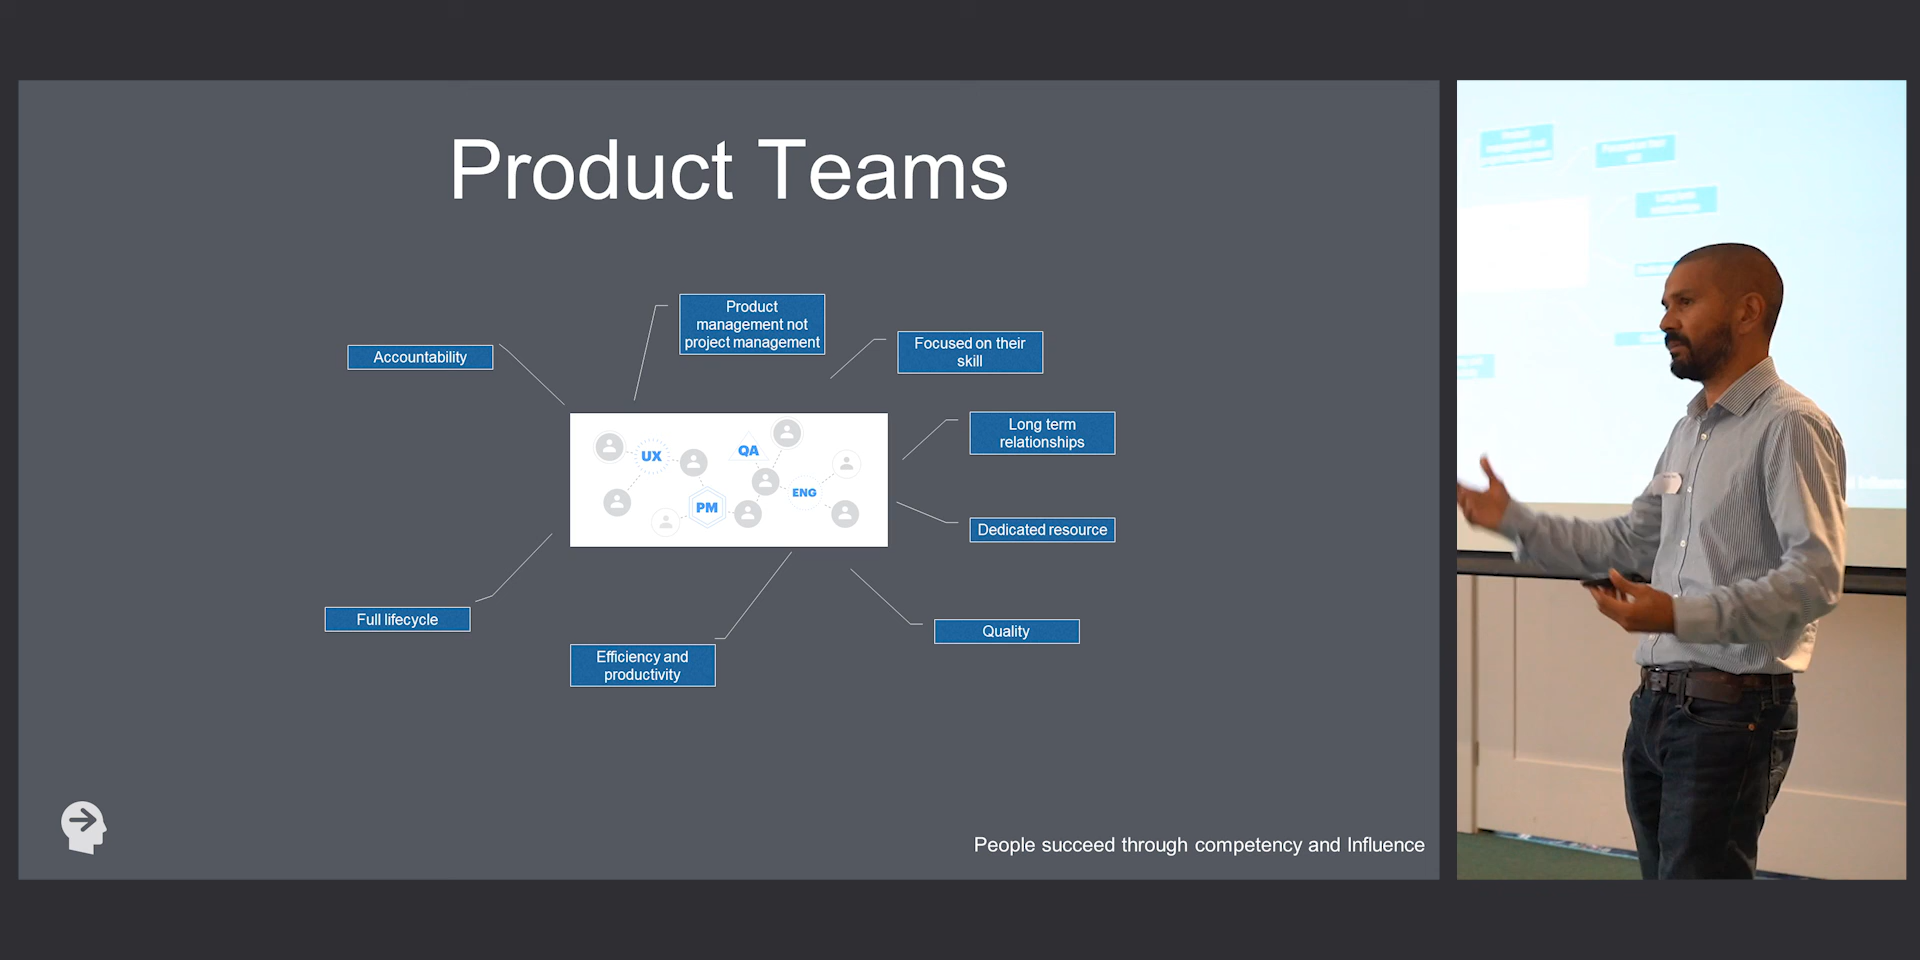 Product Teams
Product
management not
project management
Accountability
Focused on their
skill
Long term
relationships
UX
QA
ENG
PM
Dedicated resource
Full lifecycle
Quality
Efficiency and
productivity
People succeed through competency and Influence